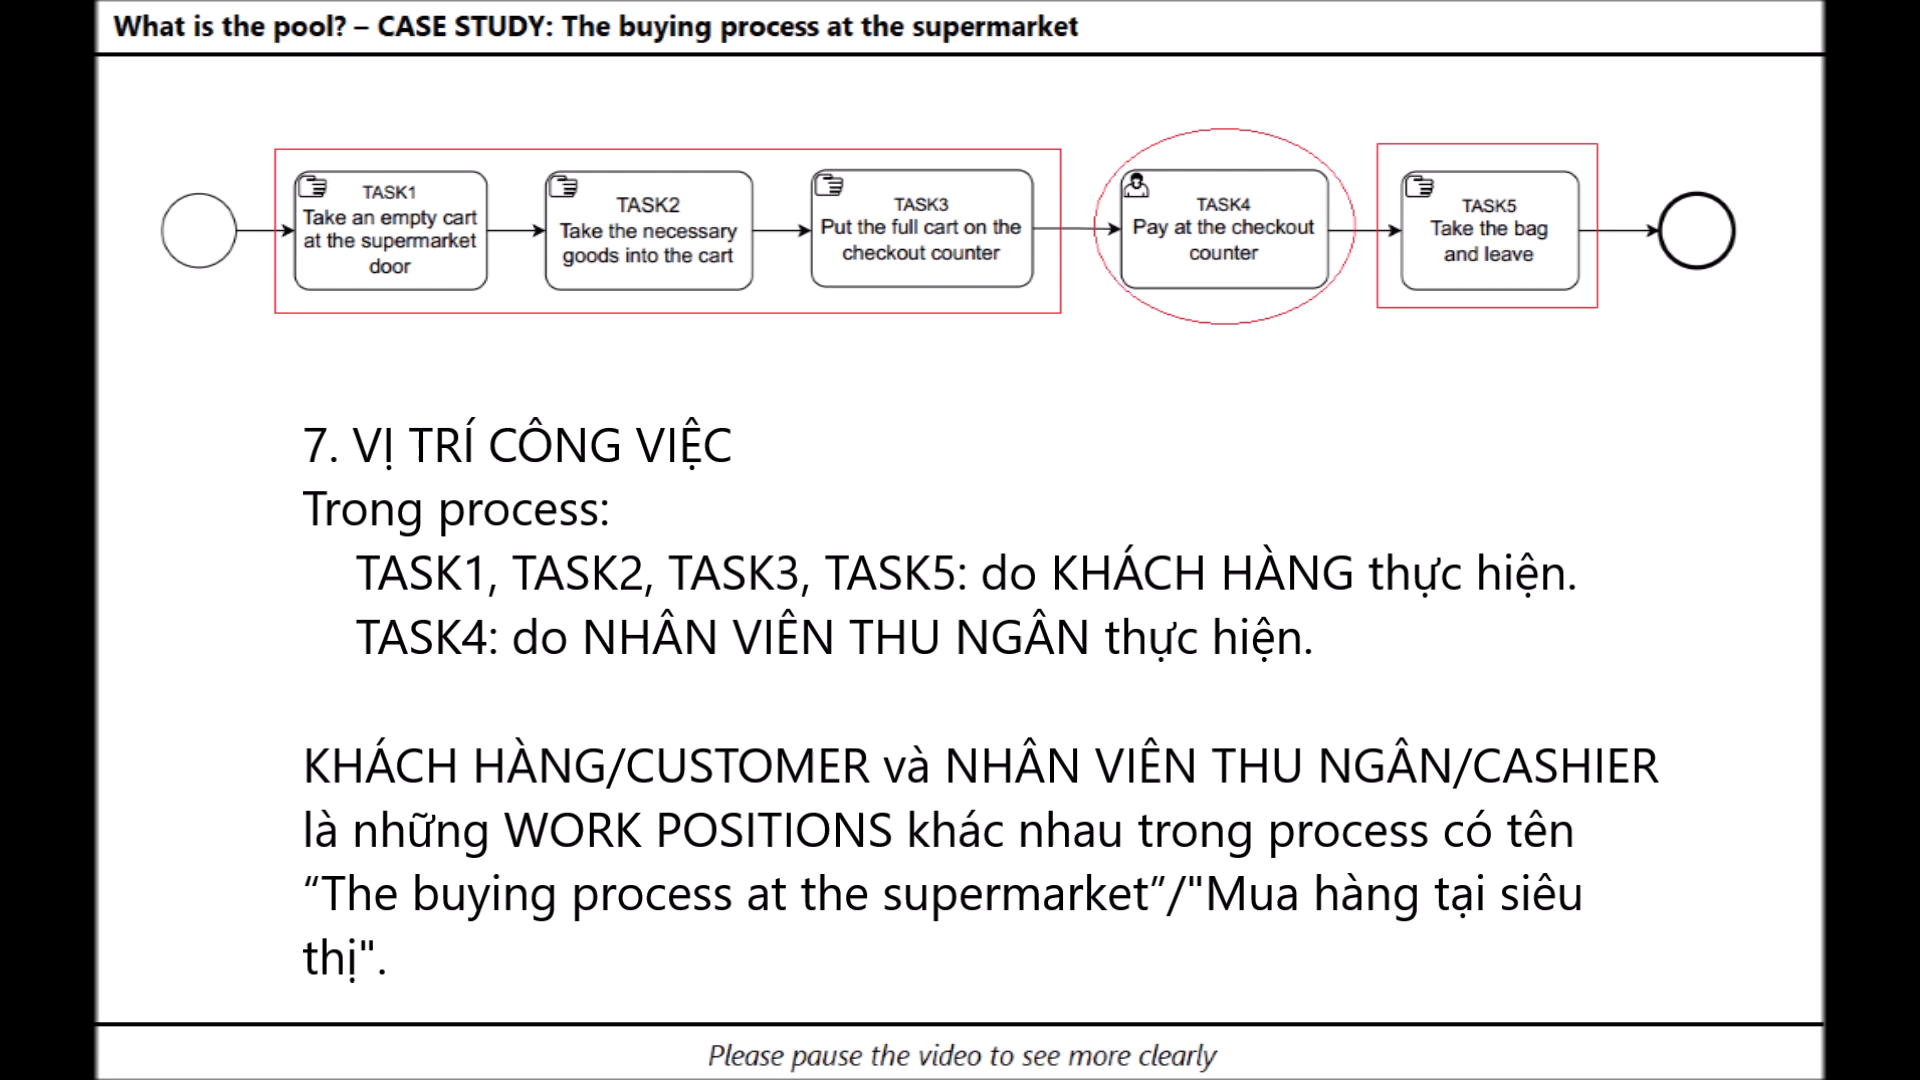 What is the pool? – CASE STUDY: The buying process at the supermarket
TASK1
Take an empty cart
at the supermarket
door
TASK2
Take the necessary
goods into the cart
TASK3
Put the full cart on the
checkout counter
TASK4
Pay at the checkout
counter
TASK5
Take the bag
and leave
7. VỊ TRÍ CÔNG VIỆC
Trong process:
TASK1, TASK2, TASK3, TASK5: do KHÁCH HÀNG thực hiện.
TASK4: do NHÂN VIÊN THU NGÂN thực hiện.
KHÁCH HÀNG/CUSTOMER và NHÂN VIÊN THU NGÂN/CASHIER
là những WORK POSITIONS khác nhau trong process có tên
“The buying process at the supermarket”/"Mua hàng tại siêu
thị".
Please pause the video to see more clearly